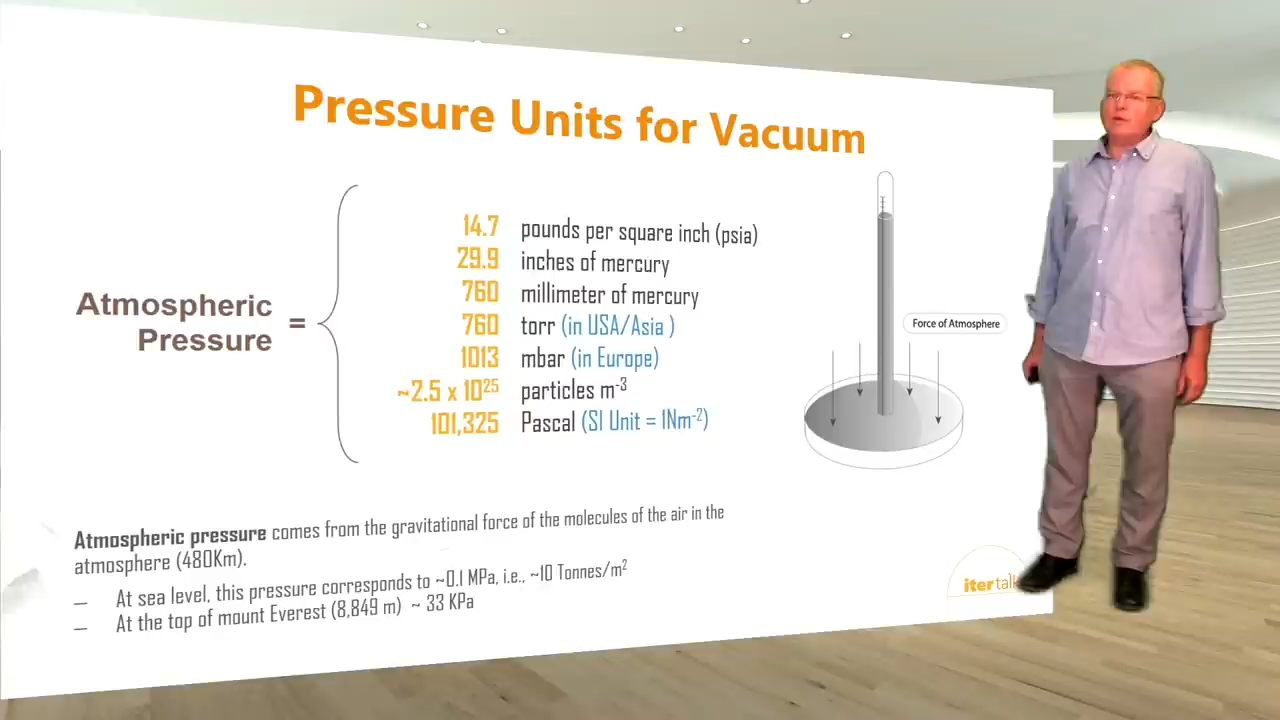 Pressure Units for Vacuum
Atmospheric
Pressure
=
14.7 pounds per square inch (psia)
29.9 inches of mercury
760 millimeter of mercury
760 torr (in USA/Asia )
1013 mbar (in Europe)
~2.5 x 10²⁵ particles m⁻³
101,325 Pascal (SI Unit = 1Nm⁻²)
Force of Atmosphere
Atmospheric pressure comes from the gravitational force of the molecules of the air in the
atmosphere (480Km).
– At sea level, this pressure corresponds to ~0.1 MPa, i.e., ~10 Tonnes/m²
– At the top of mount Everest (8,849 m) ~ 33 KPa
iter talk